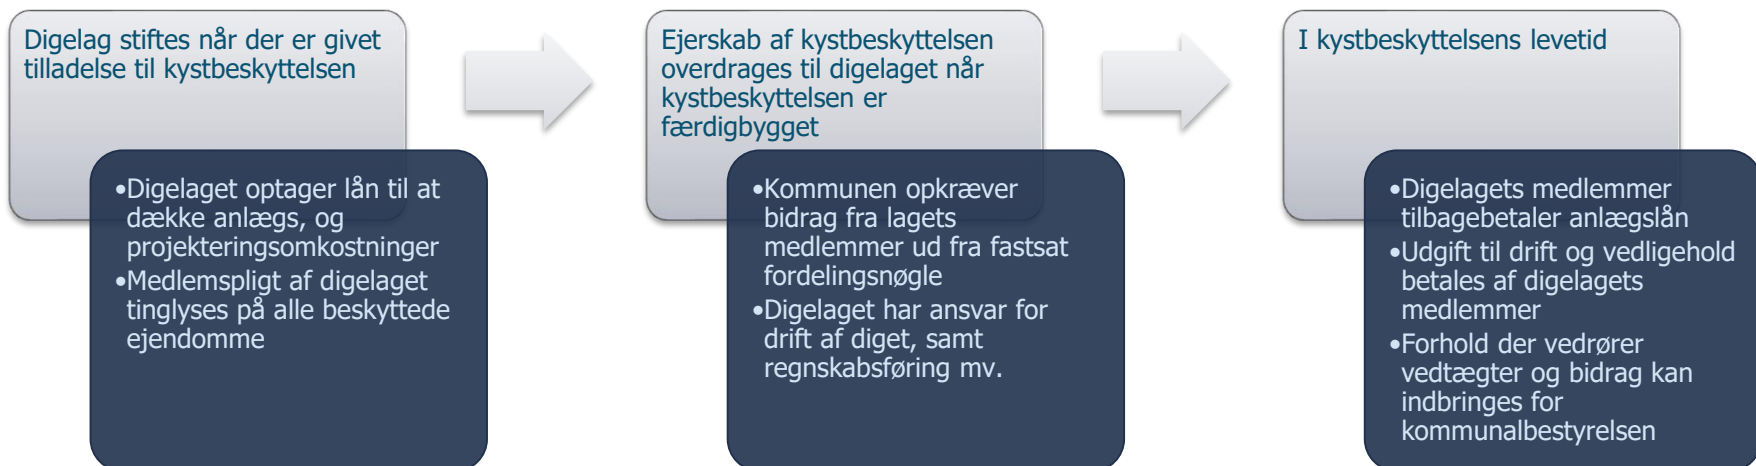 Digelag stiftes når der er givet
tilladelse til kystbeskyttelsen
•Digelaget optager lån til at
dække anlægs, og
projekteringsomkostninger
•Medlemspligt af digelaget
tinglyses på alle beskyttede
ejendomme
Ejerskab af kystbeskyttelsen
overdrages til digelaget når
kystbeskyttelsen er
færdigbygget
•Kommunen opkræver
bidrag fra lagets
medlemmer ud fra fastsat
fordelingsnøgle
•Digelaget har ansvar for
drift af diget, samt
regnskabsføring mv.
I kystbeskyttelsens levetid
•Digelagets medlemmer
tilbagebetaler anlægslån
•Udgift til drift og vedligehold
betales af digelagets
medlemmer
•Forhold der vedrører
vedtægter og bidrag kan
indbringes for
kommunalbestyrelsen